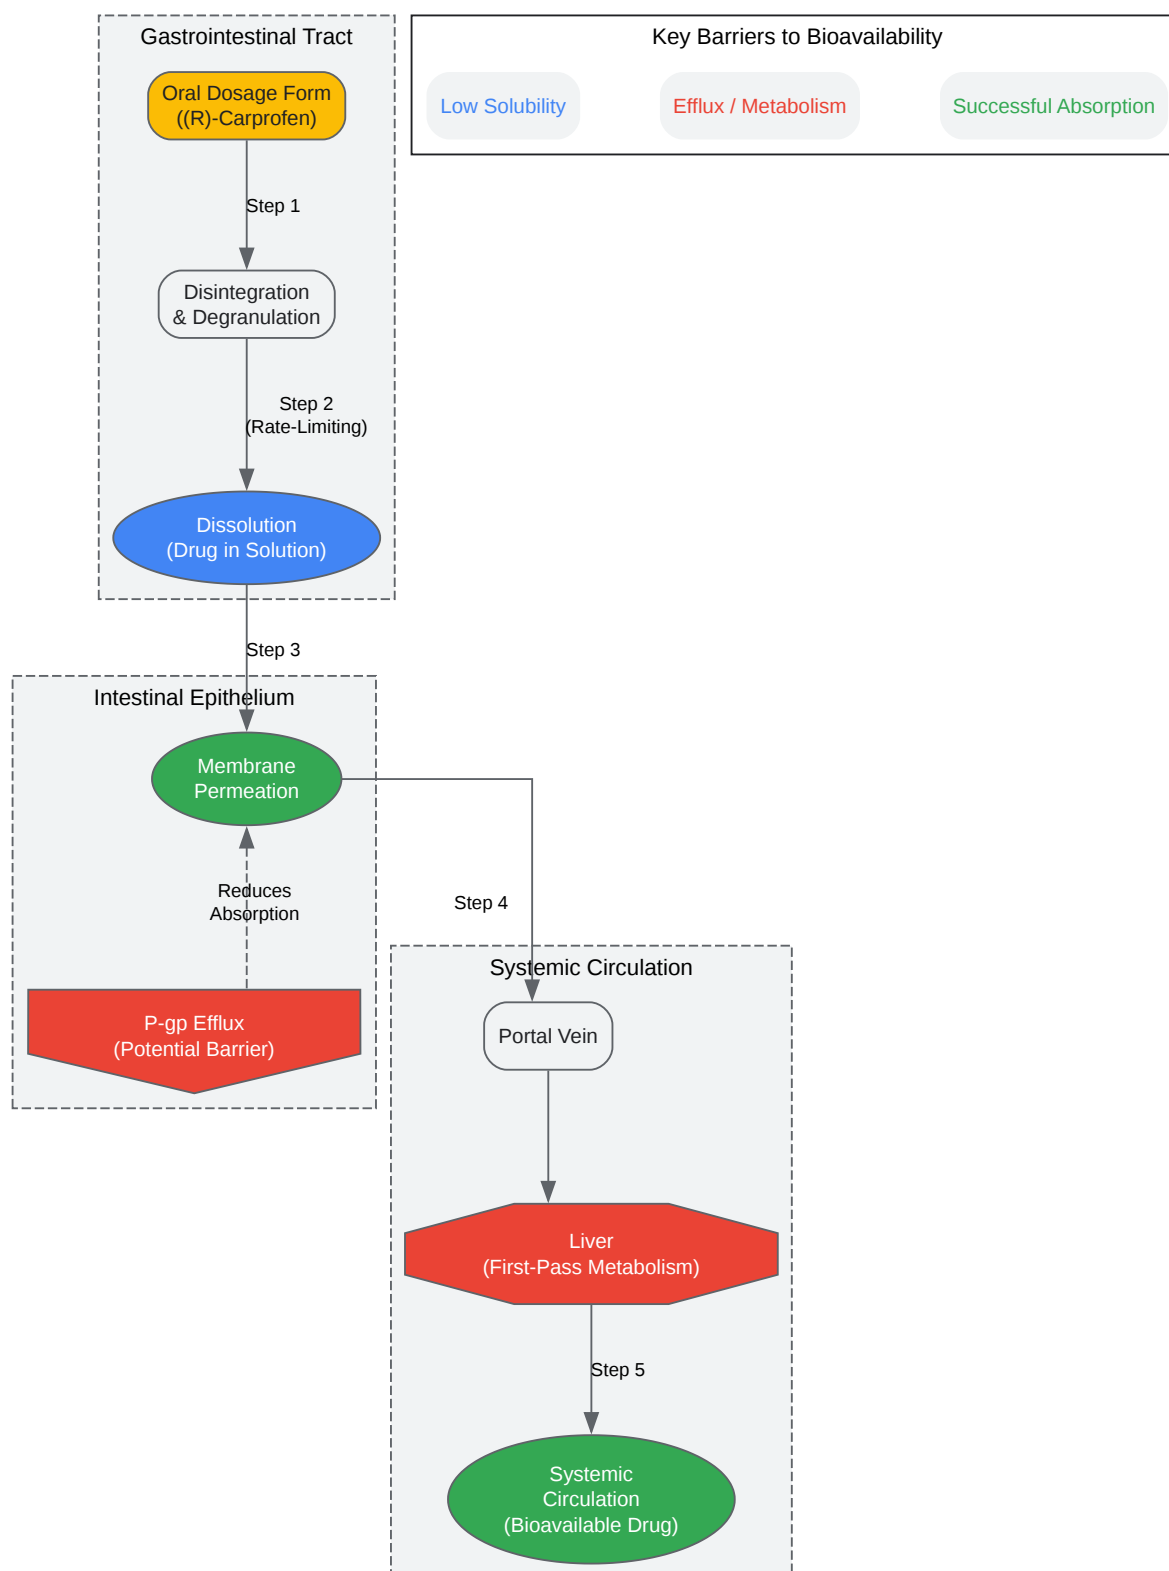 Gastrointestinal Tract
Oral Dosage Form
((R)-Carprofen)
Step 1
Disintegration
& Degranulation
Step 2
(Rate-Limiting)
Dissolution
(Drug in Solution)
Step 3
Key Barriers to Bioavailability
Low Solubility
Efflux / Metabolism
Successful Absorption
Intestinal Epithelium
Membrane
Permeation
Reduces
Absorption
P-gp Efflux
(Potential Barrier)
Step 4
Systemic Circulation
Portal Vein
Liver
(First-Pass Metabolism)
Step 5
Systemic
Circulation
(Bioavailable Drug)